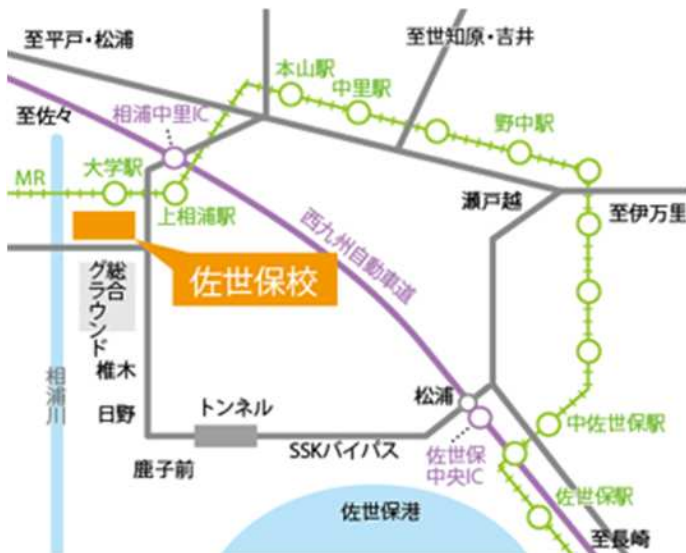 至平戸・松浦
至世知原・吉井
本山駅
中里駅
至佐々
相浦中里IC
野中駅
MR
大学駅
上相浦駅
瀬戸越
至伊万里
西九州自動車道
佐世保校
総合
グラウンド
相浦川
椎木
日野
トンネル
松浦
中佐世保駅
SSKバイパス
鹿子前
佐世保
中央IC
佐世保駅
佐世保港
至長崎